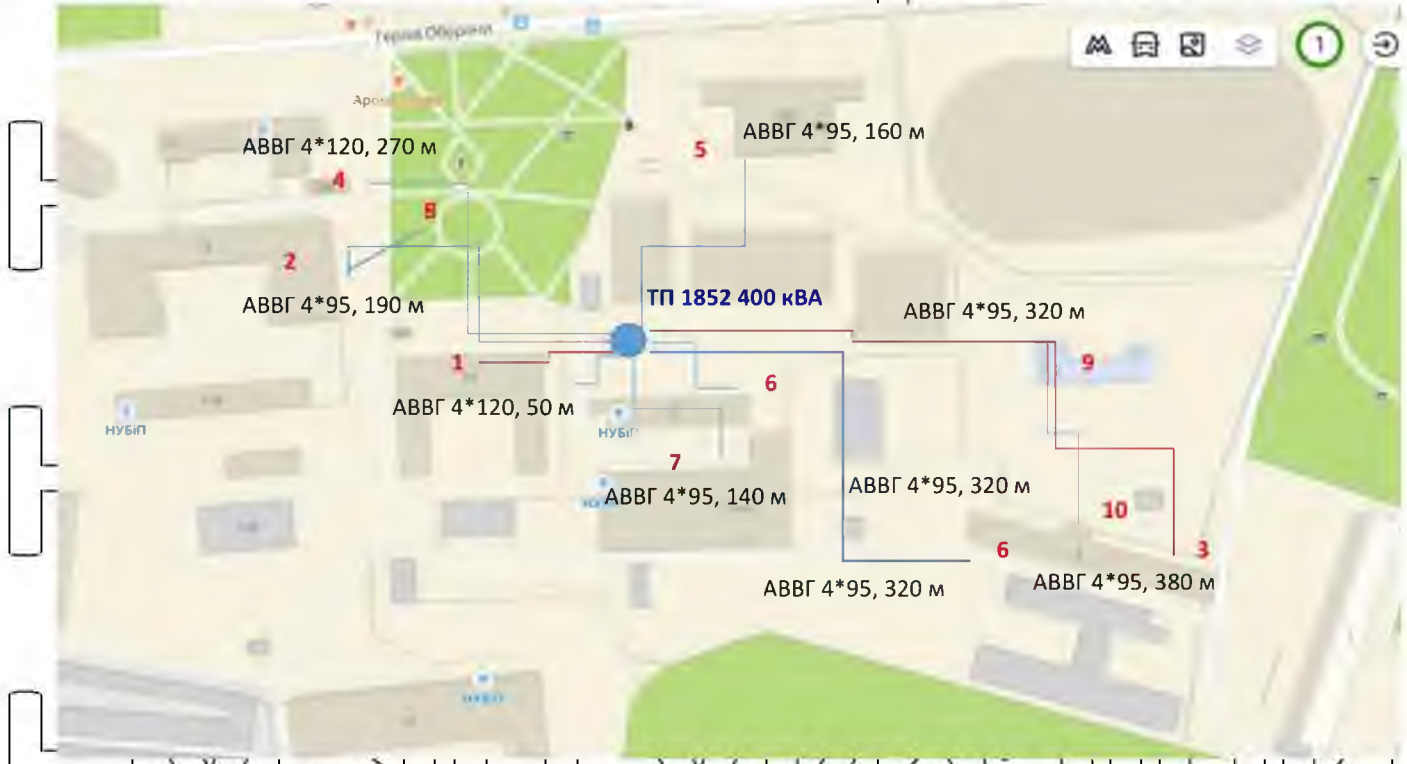 Героїв Оборони
1
АВВГ 4*120, 270 м
4
5
АВВГ 4*95, 160 м
8
2
АВВГ 4*95, 190 м
ТП 1852 400 кВА
АВВГ 4*95, 320 м
1
6
9
АВВГ 4*120, 50 м
НУБіП
НУБіП
7
АВВГ 4*95, 140 м
АВВГ 4*95, 320 м
10
6
3
АВВГ 4*95, 320 м
АВВГ 4*95, 380 м